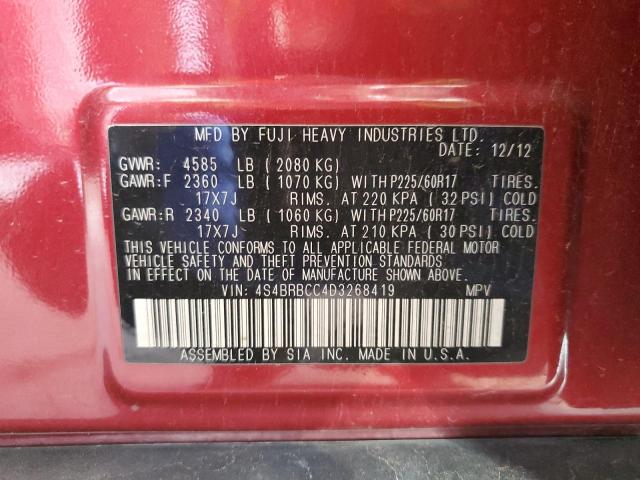 MFD BY FUJI HEAVY INDUSTRIES LTD.
DATE: 12/12
GVWR: 4585 LB (2080 KG)
GAWR:F 2360 LB (1070 KG) WITH P225/60R17 TIRES.
17X7J RIMS. AT 220 KPA (32 PSI) COLD
GAWR:R 2340 LB (1060 KG) WITH P225/60R17 TIRES.
17X7J RIMS. AT 210 KPA (30 PSI) COLD
THIS VEHICLE CONFORMS TO ALL APPLICABLE FEDERAL MOTOR
VEHICLE SAFETY AND THEFT PREVENTION STANDARDS
IN EFFECT ON THE DATE OF MANUFACTURE SHOWN ABOVE.
VIN: 4S4BRBCC4D3268419 MPV
ASSEMBLED BY SIA INC. MADE IN U.S.A.